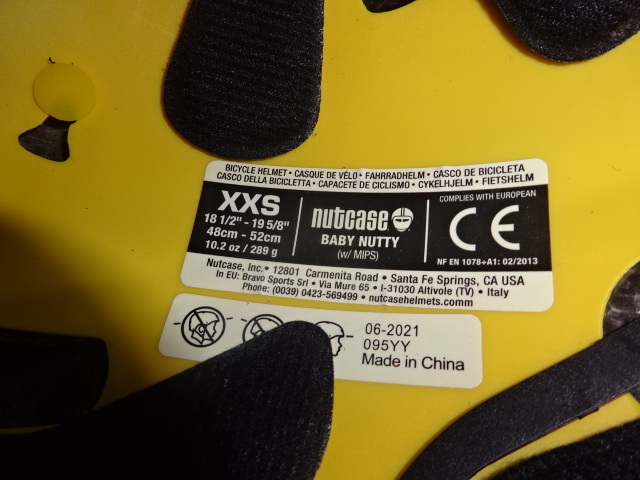 BICYCLE HELMET • CASQUE DE VÉLO • FAHRRADHELM • CASCO DE BICICLETA
CASCO DELLA BICICLETTA • CAPACETE DE CICLISMO • CYKELHJELM • FIETSHELM
XXS
18 1/2" - 19 5/8"
48cm - 52cm
10.2 oz / 289 g
nutcase
BABY NUTTY
(w/ MIPS)
COMPLIES WITH EUROPEAN
CE
NF EN 1078+A1: 02/2013
Nutcase, Inc. • 12801 Carmenita Road • Santa Fe Springs, CA USA
In EU: Bravo Sports Srl • Via Mure 65 • I-31030 Altivole (TV) • Italy
Phone: (0039) 0423-569499 • nutcasehelmets.comm
06-2021
095YY
Made in China